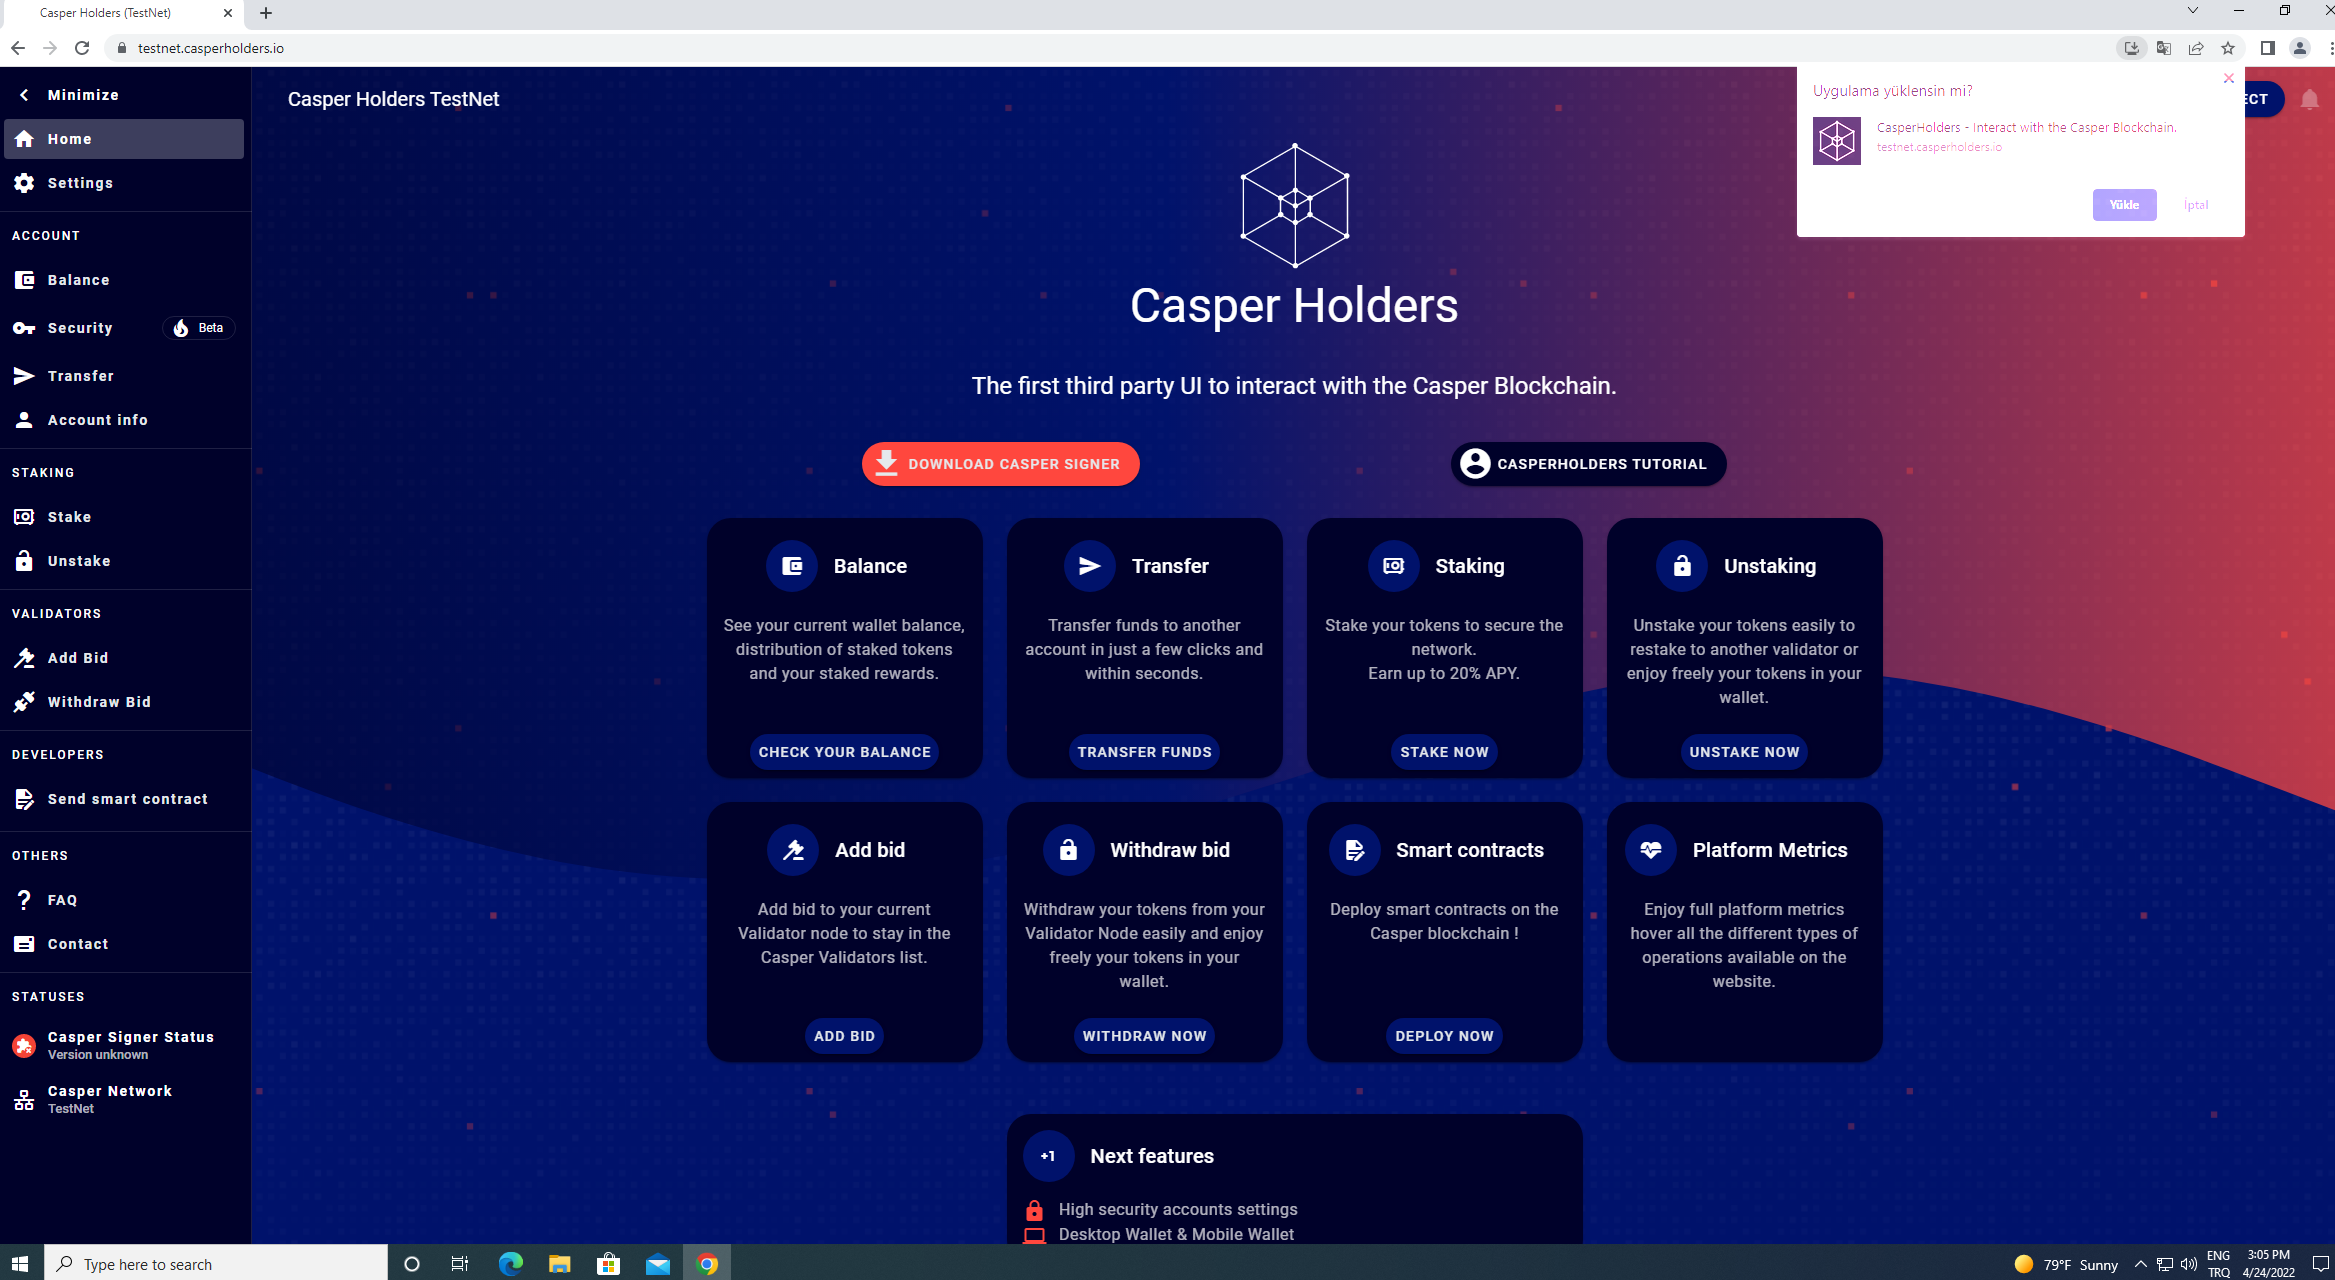 Casper Holders (TestNet)
testnet.casperholders.io
Minimize
Home
Settings
ACCOUNT
Balance
Security
Beta
Transfer
Account info
STAKING
Stake
Unstake
VALIDATORS
Add Bid
Withdraw Bid
DEVELOPERS
Send smart contract
OTHERS
FAQ
Contact
STATUSES
Casper Signer Status
Version unknown
Casper Network
TestNet
Casper Holders TestNet
Uygulama yüklensin mi?
CasperHolders - Interact with the Casper Blockchain.
testnet.casperholders.io
Yükle
İptal
Casper Holders
The first third party UI to interact with the Casper Blockchain.
DOWNLOAD CASPER SIGNER
CASPERHOLDERS TUTORIAL
Balance
See your current wallet balance,
distribution of staked tokens
and your staked rewards.
CHECK YOUR BALANCE
Transfer
Transfer funds to another
account in just a few clicks and
within seconds.
TRANSFER FUNDS
Staking
Stake your tokens to secure the
network.
Earn up to 20% APY.
STAKE NOW
Unstaking
Unstake your tokens easily to
restake to another validator or
enjoy freely your tokens in your
wallet.
UNSTAKE NOW
Add bid
Add bid to your current
Validator node to stay in the
Casper Validators list.
ADD BID
Withdraw bid
Withdraw your tokens from your
Validator Node easily and enjoy
freely your tokens in your
wallet.
WITHDRAW NOW
Smart contracts
Deploy smart contracts on the
Casper blockchain !
DEPLOY NOW
Platform Metrics
Enjoy full platform metrics
hover all the different types of
operations available on the
website.
+1
Next features
High security accounts settings
Desktop Wallet & Mobile Wallet
Type here to search
79°F Sunny
ENG
TRQ
3:05 PM
4/24/2022